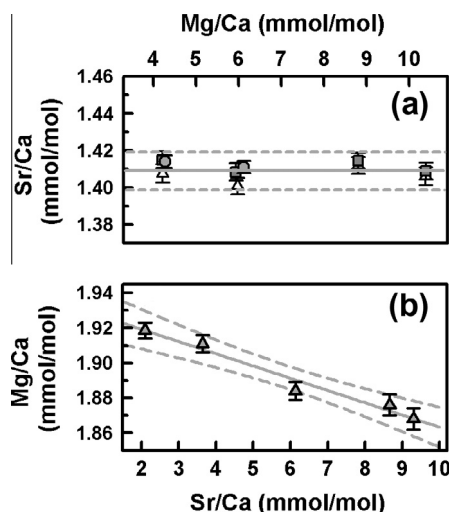 Mg/Ca (mmol/mol)
4 5 6 7 8 9 10
1.46
1.44
1.42
1.40
1.38
Sr/Ca
(mmol/mol)
(a)
1.94
1.92
1.90
1.88
1.86
Mg/Ca
(mmol/mol)
(b)
2 3 4 5 6 7 8 9 10
Sr/Ca (mmol/mol)